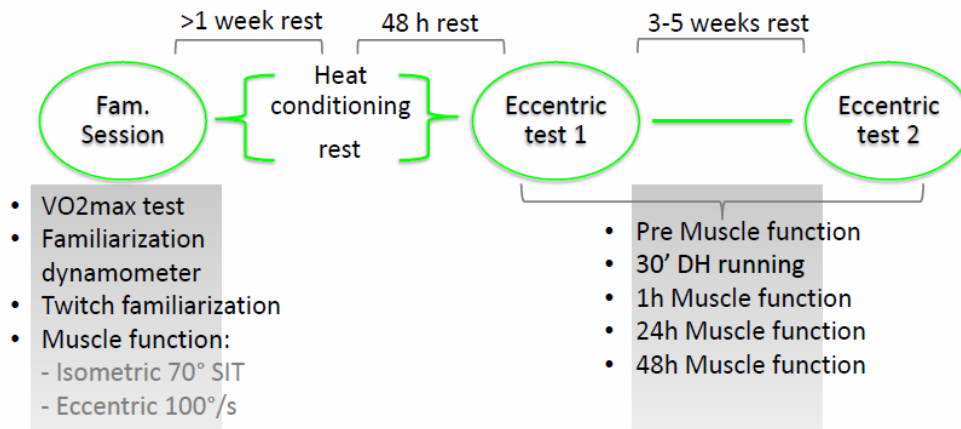 >1 week rest
48 h rest
3-5 weeks rest
Fam.
Session
Heat
conditioning
rest
Eccentric
test 1
Eccentric
test 2
• VO2max test
• Familiarization
dynamometer
• Twitch familiarization
• Muscle function:
- Isometric 70° SIT
- Eccentric 100°/s
• Pre Muscle function
• 30’ DH running
• 1h Muscle function
• 24h Muscle function
• 48h Muscle function